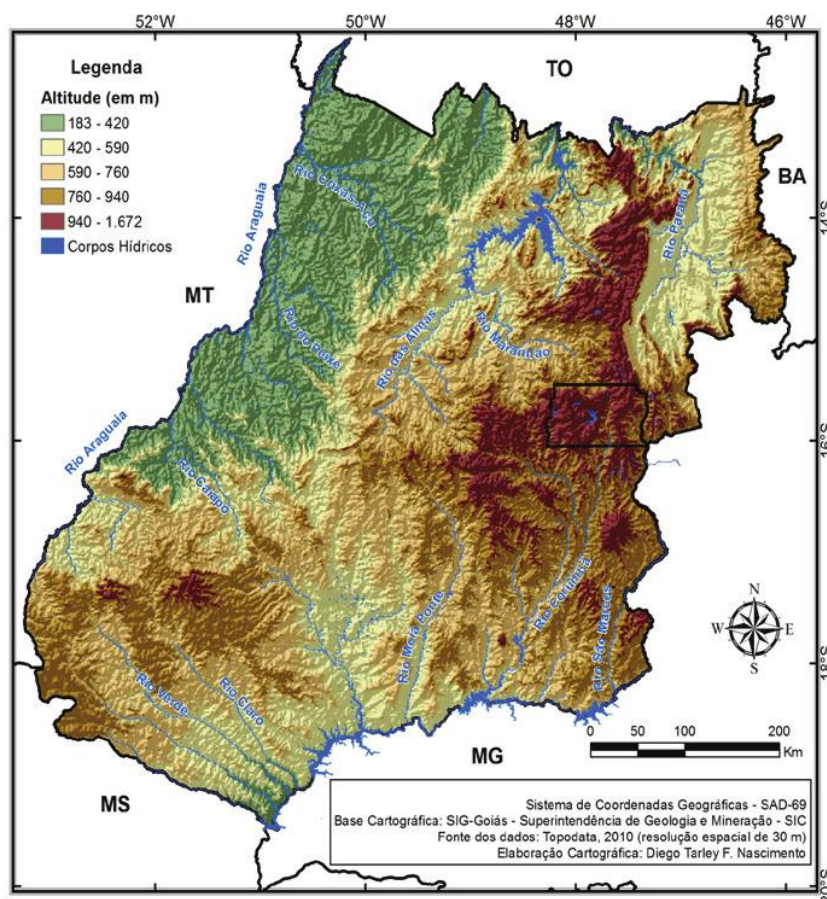 52°W
50°W
48°W
46°W
Legenda
Altitude (em m)
183 - 420
420 - 590
590 - 760
760 - 940
940 - 1.672
Corpos Hídricos
TO
BA
MT
MS
MG
14°S
16°S
18°S
20°S
Rio Araguaia
Rio Crixás-Açu
Rio Paranã
Rio do Peixe
Rio das Almas
Rio Maranhão
Rio Araguaia
Rio Caiapó
Rio Meia Ponte
Rio Corumbá
Rio São Marcos
Rio Verde
Rio Claro
N
W
E
S
0
50
100
200
Km
Sistema de Coordenadas Geográficas - SAD-69
Base Cartográfica: SIG-Goiás - Superintendência de Geologia e Mineração - SIC
Fonte dos dados: Topodata, 2010 (resolução espacial de 30 m)
Elaboração Cartográfica: Diego Tarley F. Nascimento